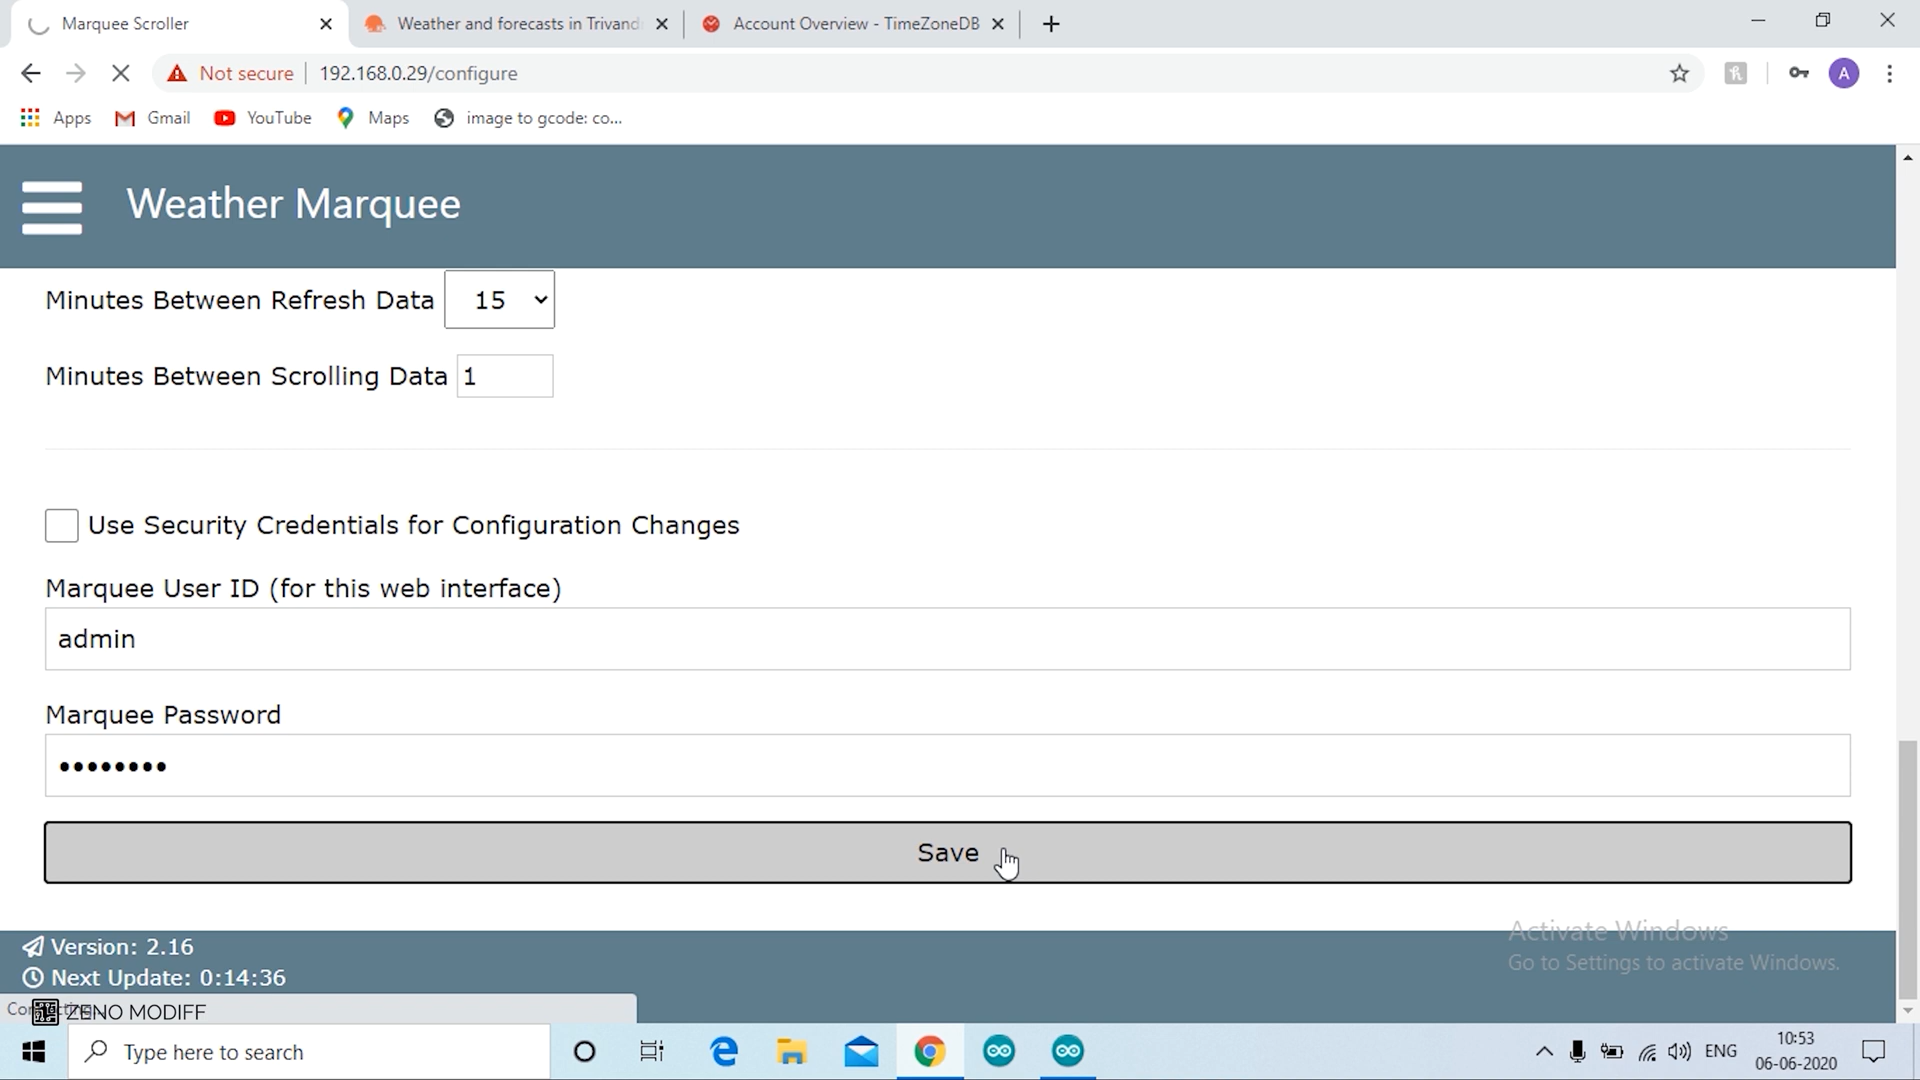 Marquee Scroller
Weather and forecasts in Trivand
Account Overview - TimeZoneDB
Not secure
192.168.0.29/configure
A
Apps
Gmail
YouTube
Maps
image to gcode: co...
Weather Marquee
Minutes Between Refresh Data 15
Minutes Between Scrolling Data 1
Use Security Credentials for Configuration Changes
Marquee User ID (for this web interface)
admin
Marquee Password
••••••••
Save
Activate Windows
Go to Settings to activate Windows.
Version: 2.16
Next Update: 0:14:36
ZENO MODIFF
Type here to search
ENG
10:53
06-06-2020